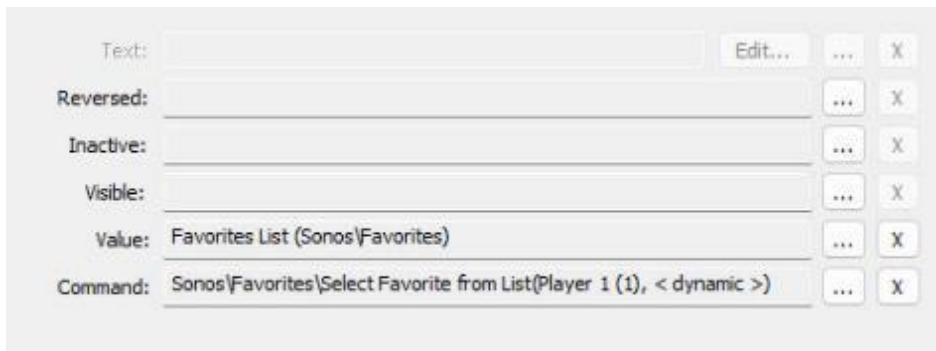 Text: Edit... ... X
Reversed: ... X
Inactive: ... X
Visible: ... X
Value: Favorites List (Sonos\Favorites) ... X
Command: Sonos\Favorites\Select Favorite from List(Player 1 (1), < dynamic >) ... X